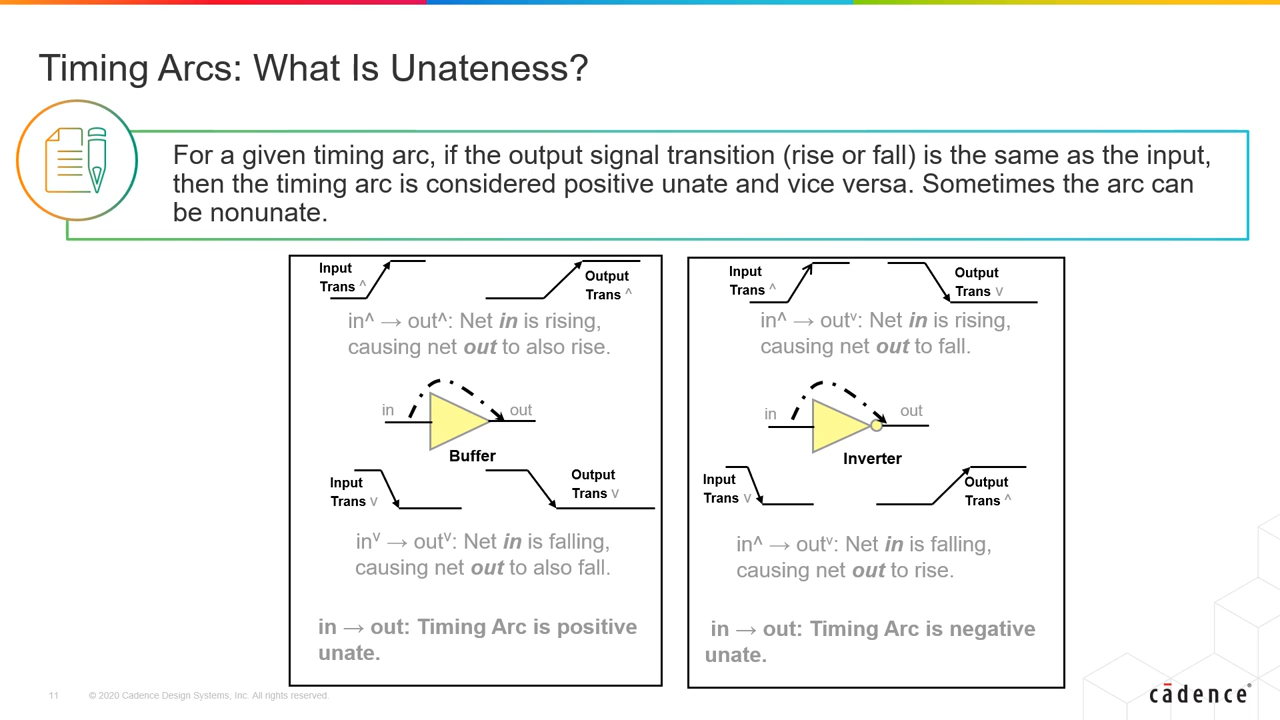 Timing Arcs: What Is Unateness?
For a given timing arc, if the output signal transition (rise or fall) is the same as the input,
then the timing arc is considered positive unate and vice versa. Sometimes the arc can
be nonunate.
Input
Trans ^
Output
Trans ^
in^ → out^: Net in is rising,
causing net out to also rise.
in
out
Buffer
Input
Trans v
Output
Trans v
inv → outv: Net in is falling,
causing net out to also fall.
in → out: Timing Arc is positive
unate.
Input
Trans ^
Output
Trans v
in^ → outv: Net in is rising,
causing net out to fall.
in
out
Inverter
Input
Trans v
Output
Trans ^
in^ → outv: Net in is falling,
causing net out to rise.
in → out: Timing Arc is negative
unate.
11 © 2020 Cadence Design Systems, Inc. All rights reserved.
cādence®